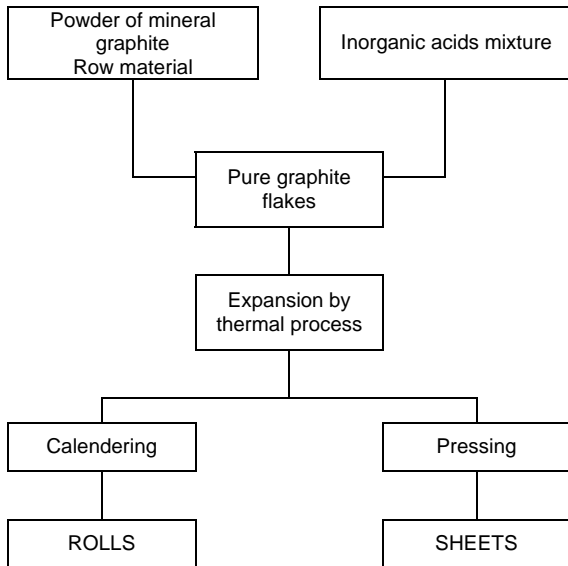 Powder of mineral
graphite
Row material
Inorganic acids mixture
Pure graphite
flakes
Expansion by
thermal process
Calendering
Pressing
ROLLS
SHEETS